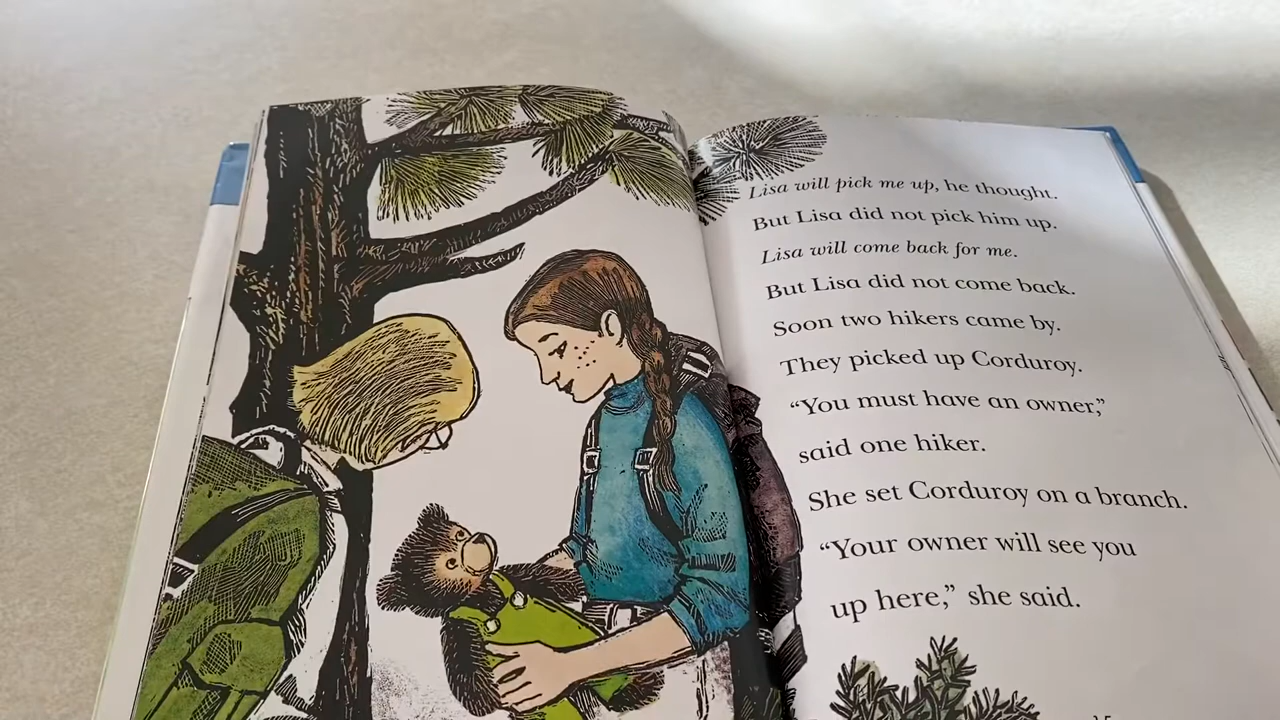 Lisa will pick me up, he thought.
But Lisa did not pick him up.
Lisa will come back for me.
But Lisa did not come back.
Soon two hikers came by.
They picked up Corduroy.
“You must have an owner,”
said one hiker.
She set Corduroy on a branch.
“Your owner will see you
up here,” she said.